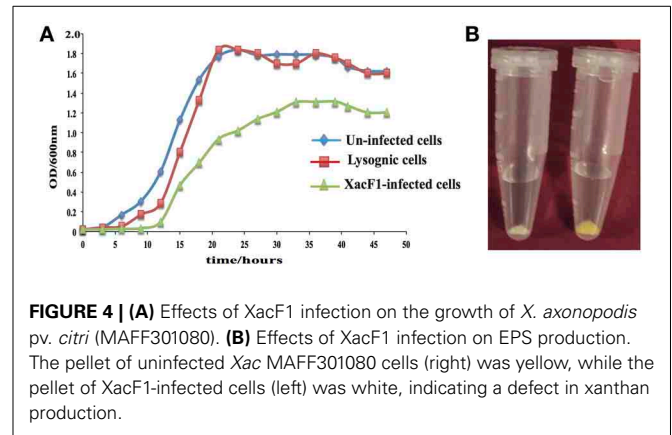 A
B
2.0
1.8
1.6
1.4
1.2
1.0
0.8
0.6
0.4
0.2
0
OD/600nm
0 5 10 15 20 25 30 35 40 45 50
time/hours
Un-infected cells
Lysognic cells
XacF1-infected cells
FIGURE 4 | (A) Effects of XacF1 infection on the growth of X. axonopodis
pv. citri (MAFF301080). (B) Effects of XacF1 infection on EPS production.
The pellet of uninfected Xac MAFF301080 cells (right) was yellow, while the
pellet of XacF1-infected cells (left) was white, indicating a defect in xanthan
production.